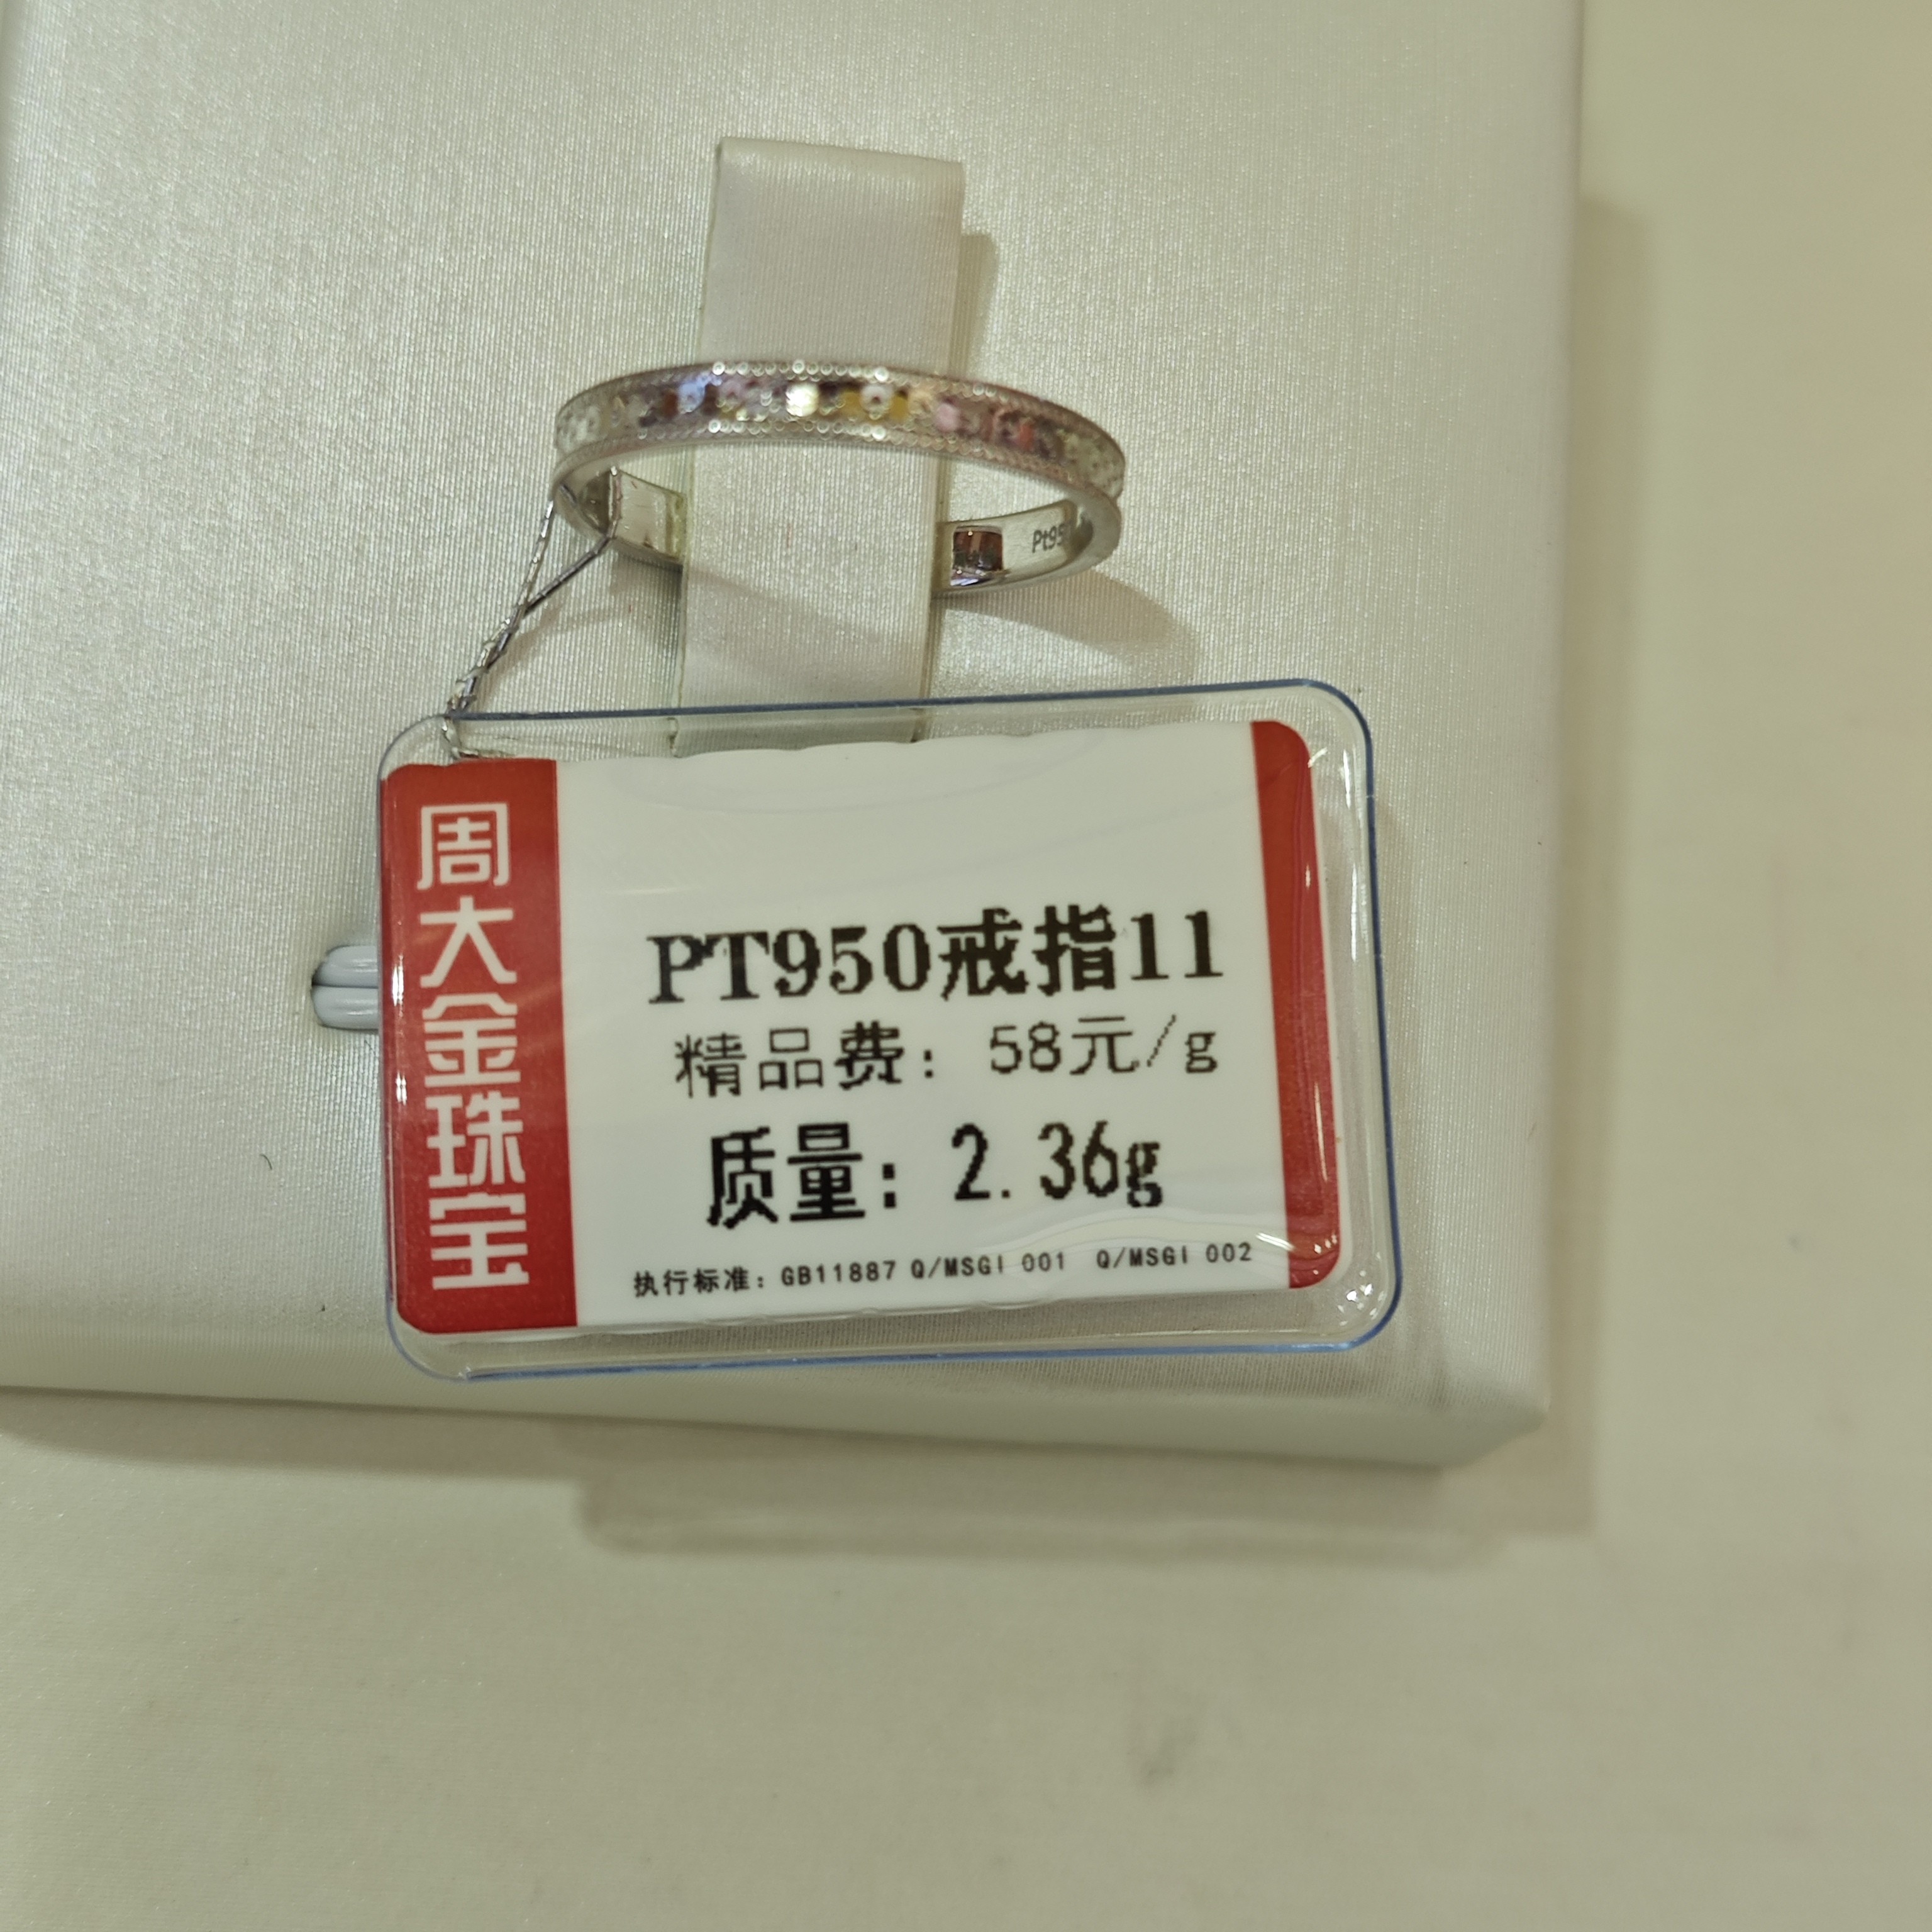 Pt95
周大金珠宝
PT950戒指11
精品费: 58元/g
质量: 2.36g
执行标准: GB11887 Q/MSGI 001 Q/MSGI 002